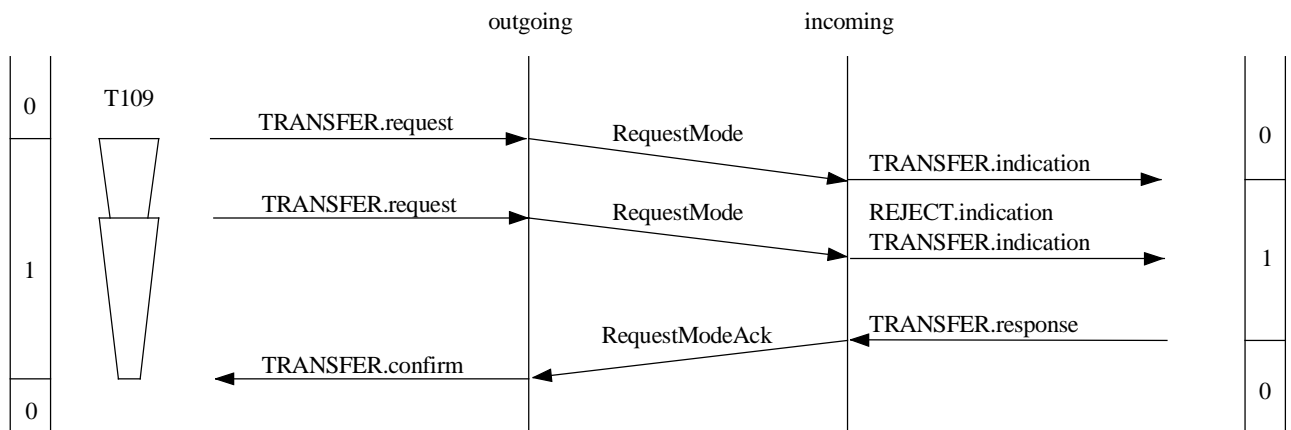 outgoing incoming
0 T109 TRANSFER.request RequestMode 0
TRANSFER.indication
TRANSFER.request RequestMode REJECT.indication
1 TRANSFER.indication 1
RequestModeAck TRANSFER.response
TRANSFER.confirm
0 0